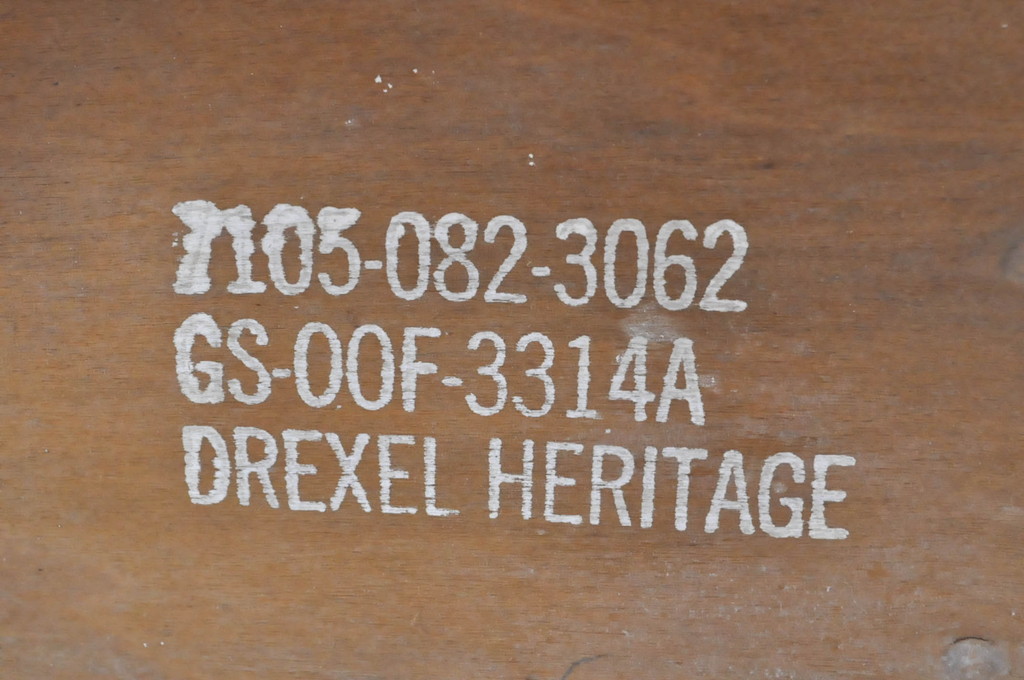 7105-082-3062
GS-00F-3314A
DREXEL HERITAGE